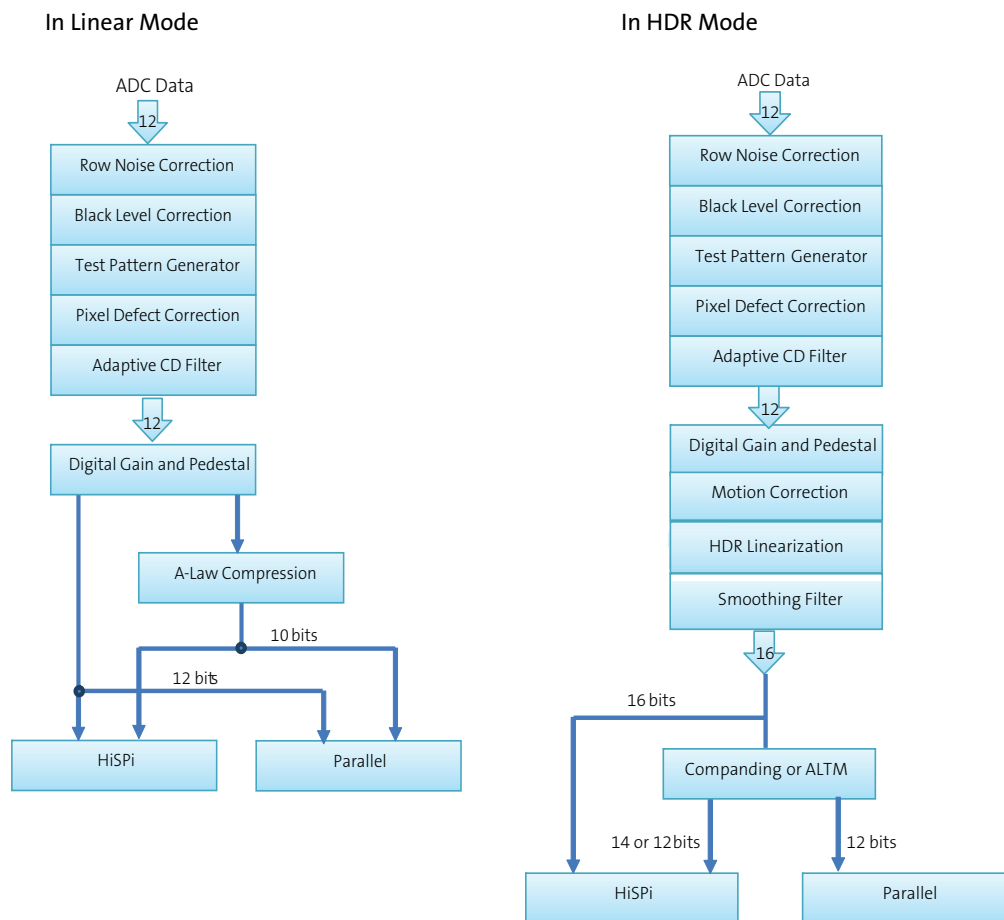 In Linear Mode
ADC Data
12
Row Noise Correction
Black Level Correction
Test Pattern Generator
Pixel Defect Correction
Adaptive CD Filter
12
Digital Gain and Pedestal
A-Law Compression
10 bits
12 bits
HiSPi
Parallel
In HDR Mode
ADC Data
12
Row Noise Correction
Black Level Correction
Test Pattern Generator
Pixel Defect Correction
Adaptive CD Filter
12
Digital Gain and Pedestal
Motion Correction
HDR Linearization
Smoothing Filter
16
16 bits
Companding or ALTM
14 or 12 bits
12 bits
HiSPi
Parallel